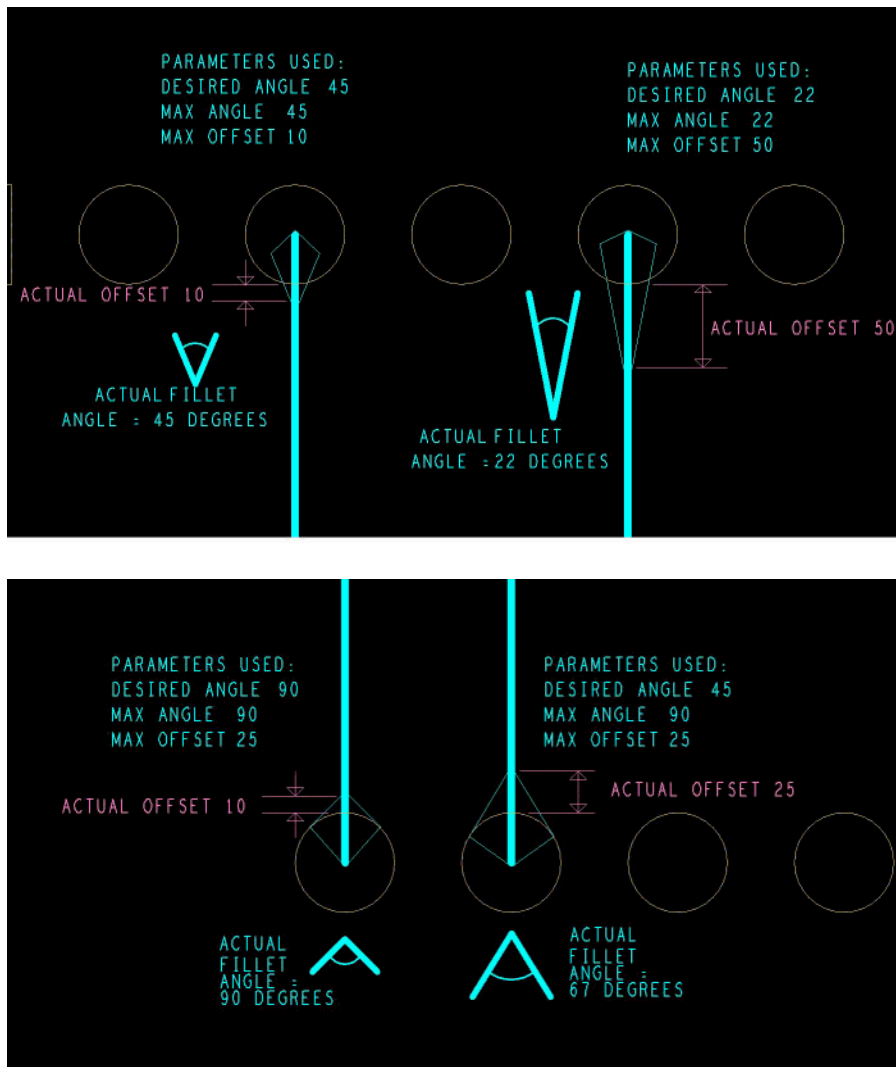 PARAMETERS USED:
DESIRED ANGLE 45
MAX ANGLE 45
MAX OFFSET 10
PARAMETERS USED:
DESIRED ANGLE 22
MAX ANGLE 22
MAX OFFSET 50
ACTUAL OFFSET 10
ACTUAL OFFSET 50
ACTUAL FILLET
ANGLE = 45 DEGREES
ACTUAL FILLET
ANGLE =22 DEGREES
PARAMETERS USED:
DESIRED ANGLE 90
MAX ANGLE 90
MAX OFFSET 25
PARAMETERS USED:
DESIRED ANGLE 45
MAX ANGLE 90
MAX OFFSET 25
ACTUAL OFFSET 10
ACTUAL OFFSET 25
ACTUAL
FILLET
ANGLE =
90 DEGREES
ACTUAL
FILLET
ANGLE =
67 DEGREES